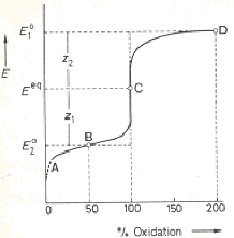 E₁°
D
z₂
E
E^eq
C
z₁
B
E₂°
A
0
50
100
150
200
% Oxidation